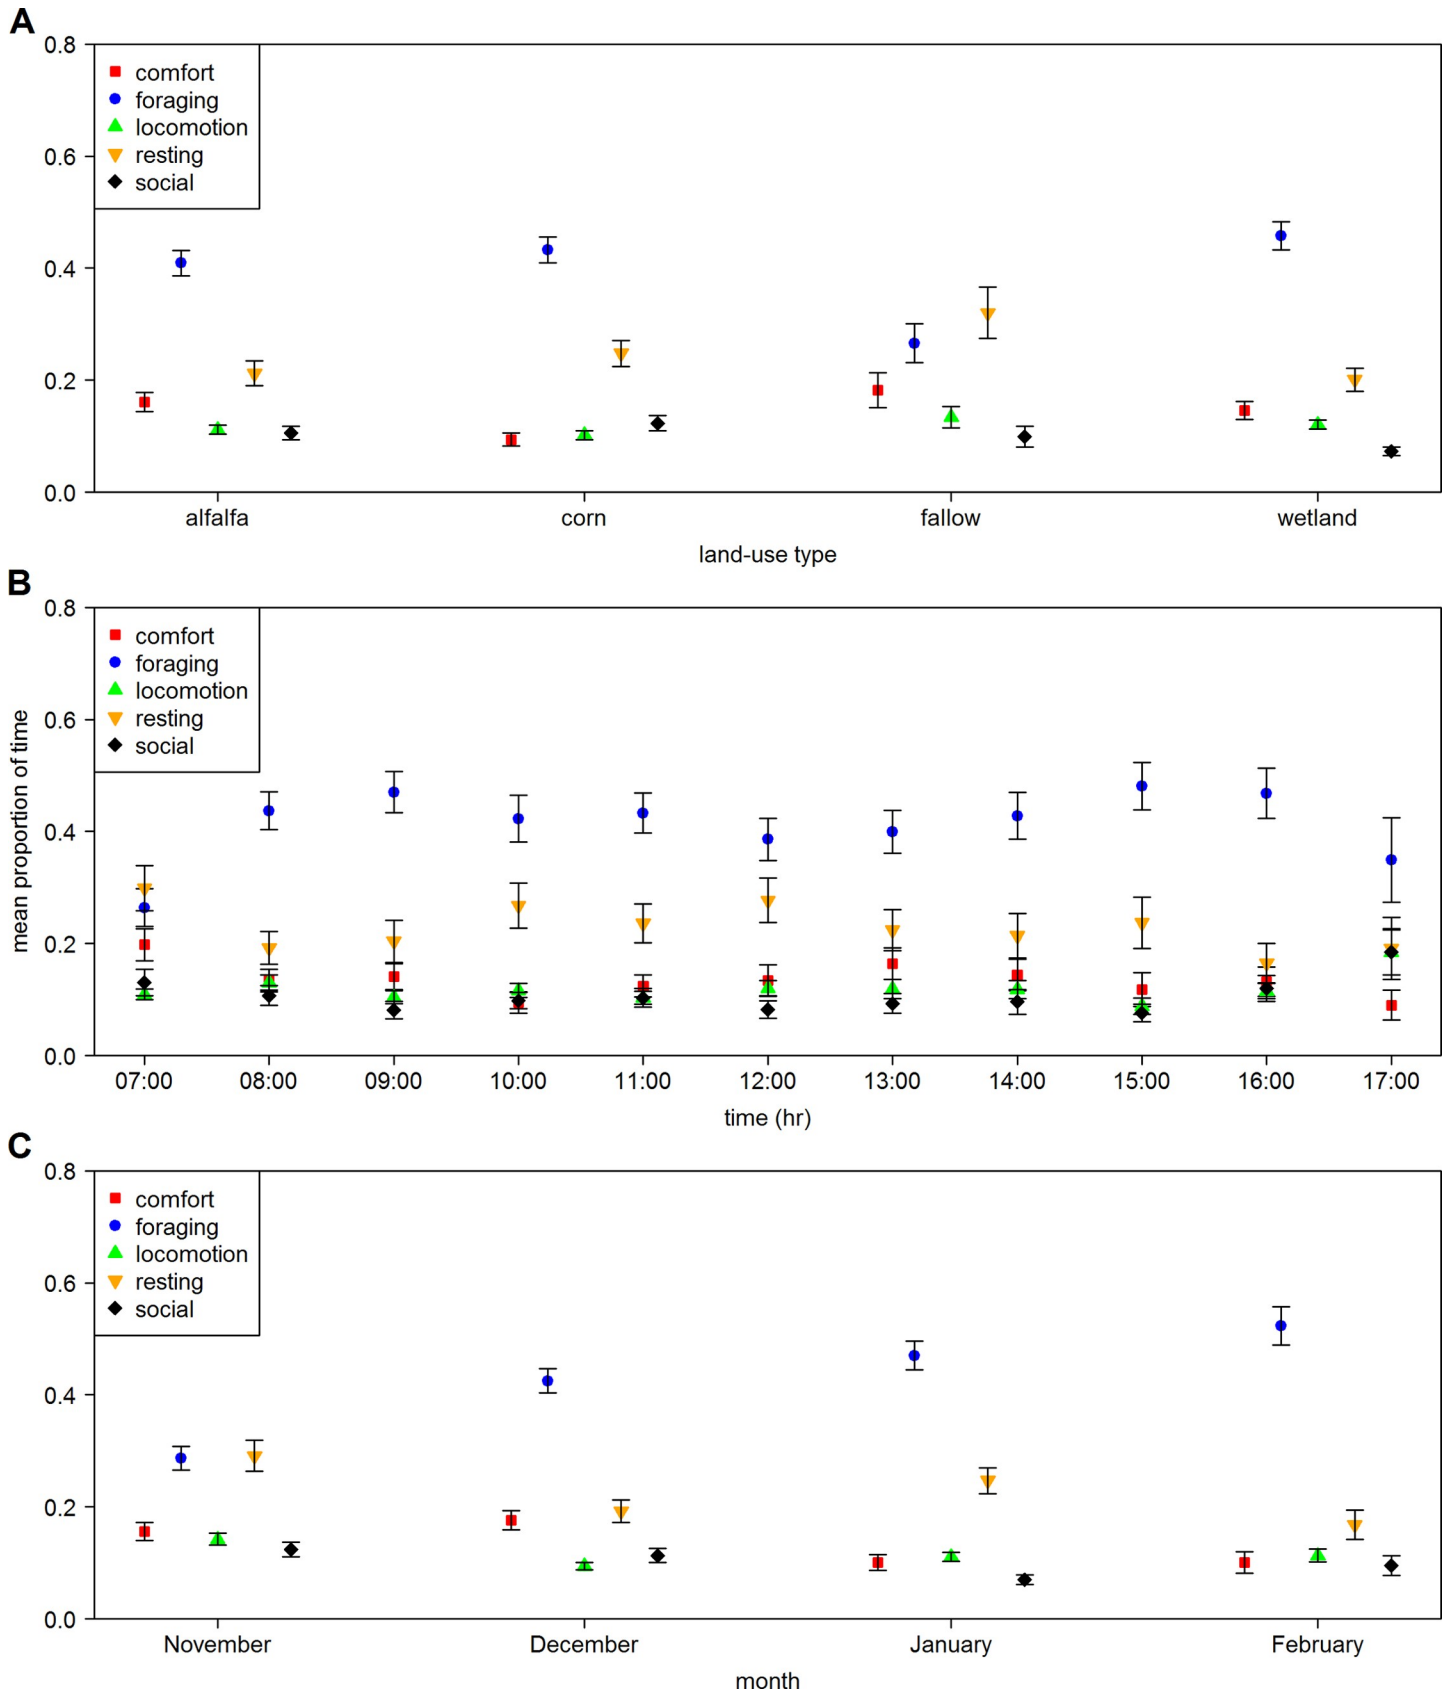 A
0.8
0.6
0.4
0.2
0.0
comfort
foraging
locomotion
resting
social
alfalfa corn fallow wetland
land-use type
B
mean proportion of time
0.8
0.6
0.4
0.2
0.0
comfort
foraging
locomotion
resting
social
07:00 08:00 09:00 10:00 11:00 12:00 13:00 14:00 15:00 16:00 17:00
time (hr)
C
0.8
0.6
0.4
0.2
0.0
comfort
foraging
locomotion
resting
social
November December January February
month